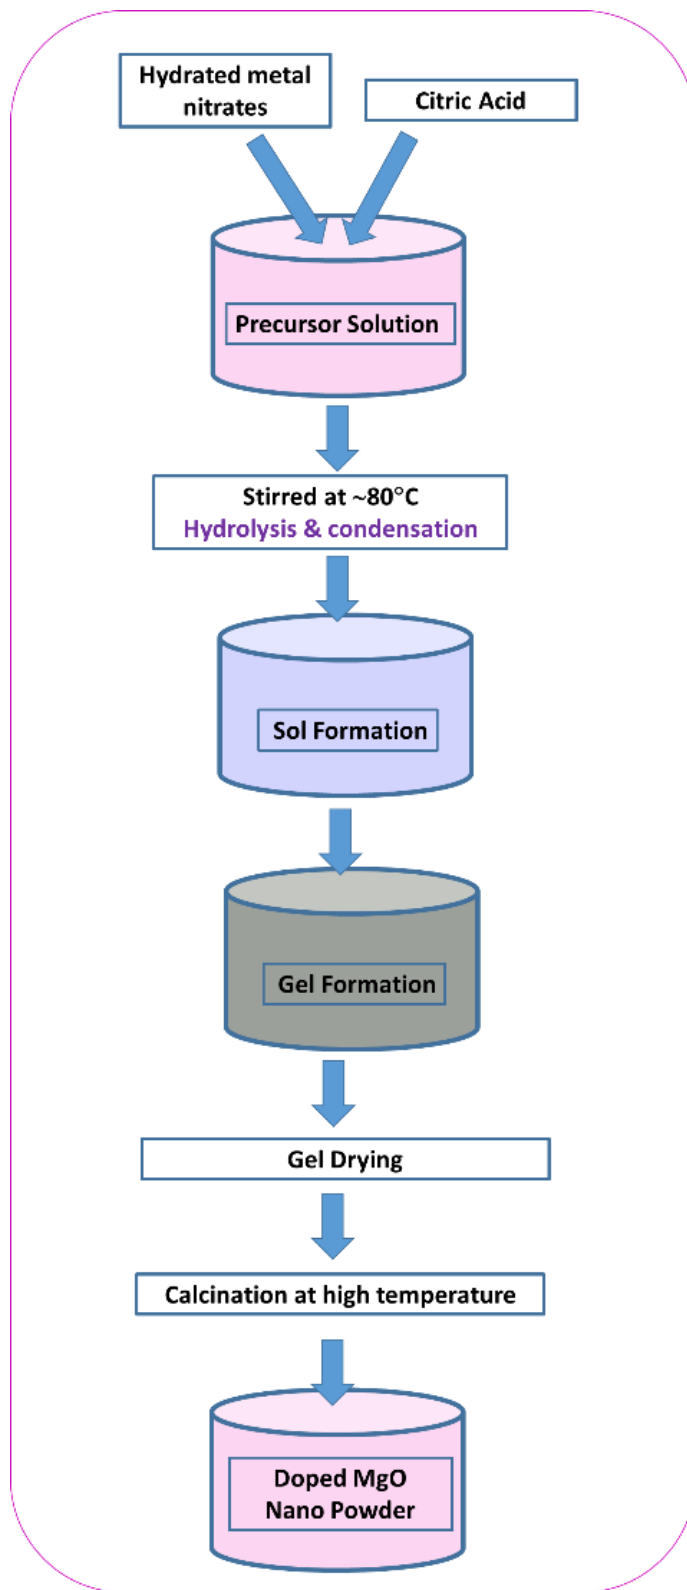 Hydrated metal
nitrates
Citric Acid
Precursor Solution
Stirred at ~80°C
Hydrolysis & condensation
Sol Formation
Gel Formation
Gel Drying
Calcination at high temperature
Doped MgO
Nano Powder